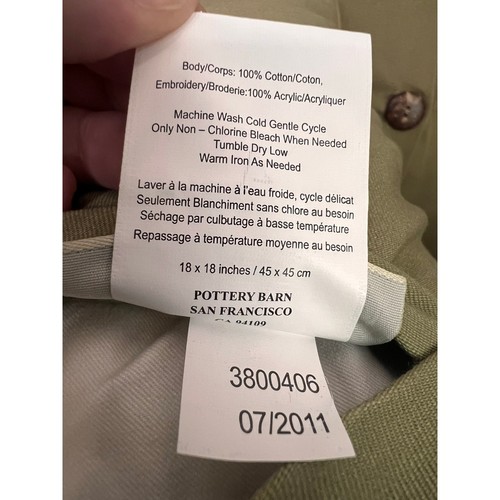 Body/Corps: 100% Cotton/Coton,
Embroidery/Broderie:100% Acrylic/Acryliquer
Machine Wash Cold Gentle Cycle
Only Non – Chlorine Bleach When Needed
Tumble Dry Low
Warm Iron As Needed
Laver à la machine à l'eau froide, cycle délicat
Seulement Blanchiment sans chlore au besoin
Séchage par culbutage à basse température
Repassage à température moyenne au besoin
18 x 18 inches / 45 x 45 cm
POTTERY BARN
SAN FRANCISCO
CA 94109
3800406
07/2011